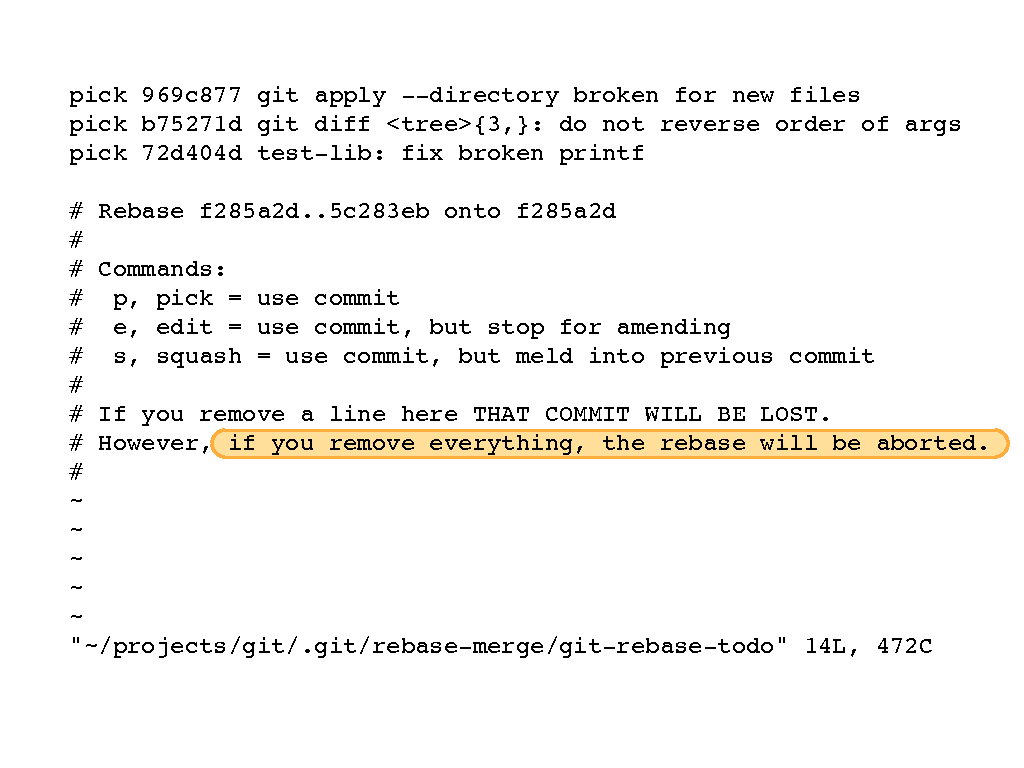 pick 969c877 git apply --directory broken for new files
pick b75271d git diff <tree>{3,}: do not reverse order of args
pick 72d404d test-lib: fix broken printf

# Rebase f285a2d..5c283eb onto f285a2d
#
# Commands:
#  p, pick = use commit
#  e, edit = use commit, but stop for amending
#  s, squash = use commit, but meld into previous commit
#
# If you remove a line here THAT COMMIT WILL BE LOST.
# However, if you remove everything, the rebase will be aborted.
#
~
~
~
~
~
"~/projects/git/.git/rebase-merge/git-rebase-todo" 14L, 472C